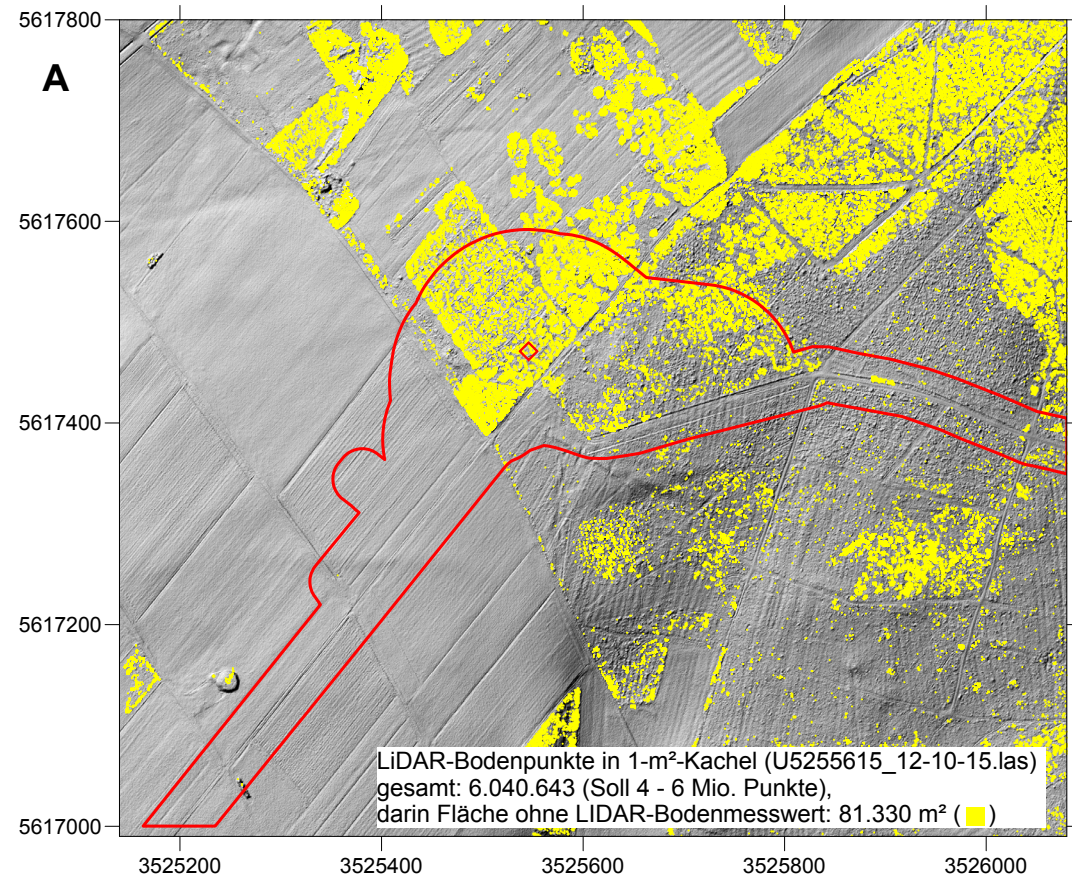 5617800
A
5617600
5617400
5617200
5617000
LiDAR-Bodenpunkte in 1-m²-Kachel (U5255615_12-10-15.las)
gesamt: 6.040.643 (Soll 4 - 6 Mio. Punkte),
darin Fläche ohne LIDAR-Bodenmesswert: 81.330 m² ( )
3525200 3525400 3525600 3525800 3526000